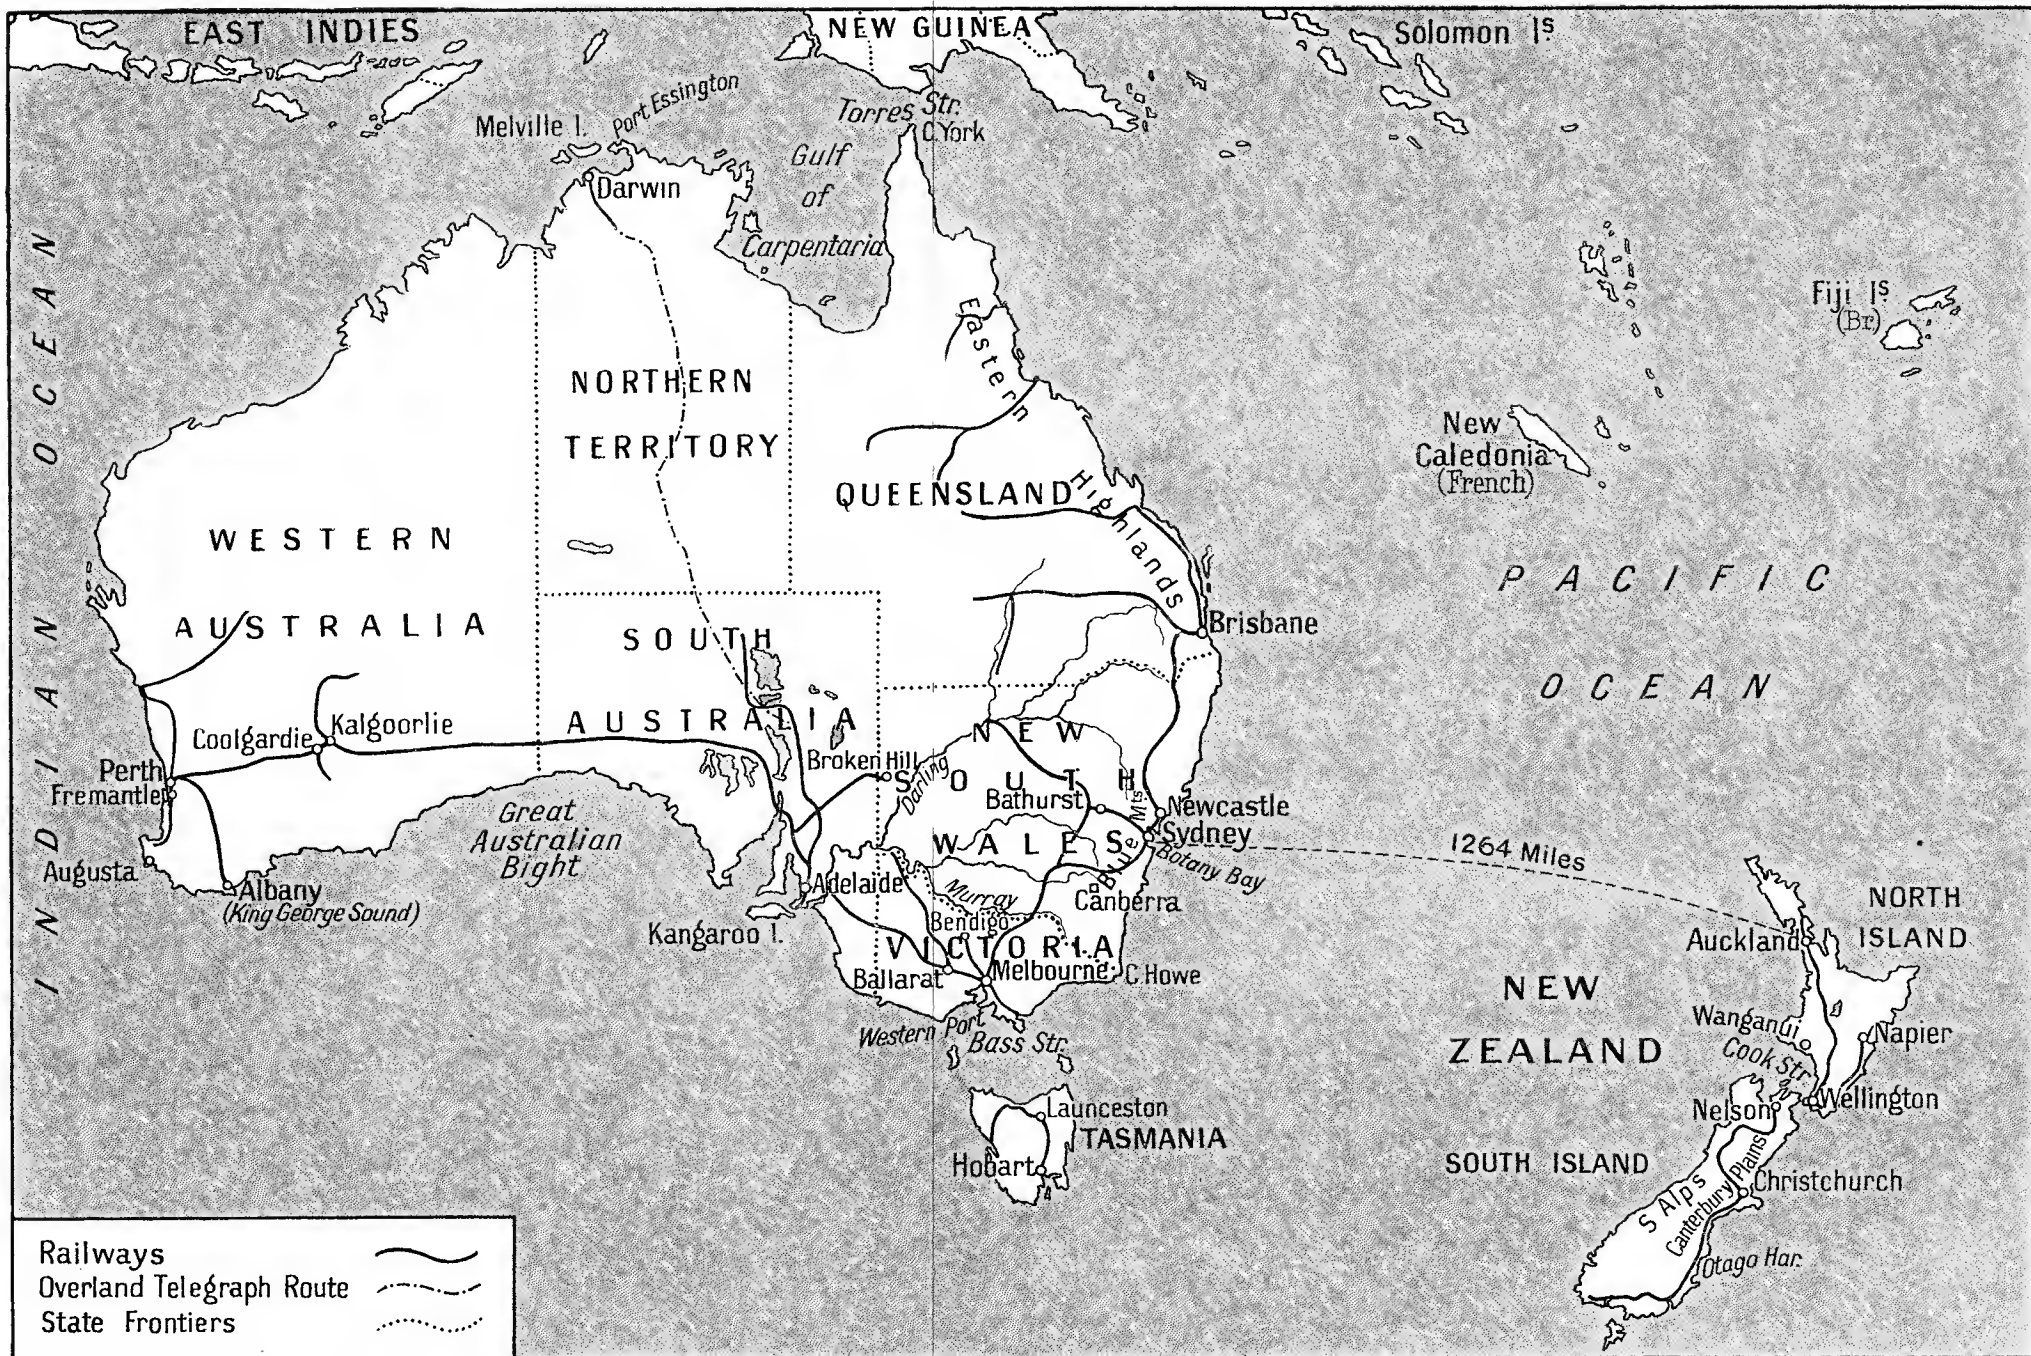 EAST INDIES
NEW GUINEA
Solomon Is.
Melville I.
Port Essington
Torres Str.
C. York
Gulf
of
Carpentaria
Darwin
INDIAN OCEAN
Eastern Highlands
Fiji Is.
(Br)
NORTHERN
TERRITORY
New
Caledonia
(French)
QUEENSLAND
WESTERN
AUSTRALIA
PACIFIC
OCEAN
Brisbane
SOUTH
AUSTRALIA
Coolgardie
Kalgoorlie
Broken Hill
Darling
NEW
SOUTH
WALES
Perth
Fremantle
Great
Australian
Bight
Bathurst
Blue Mts
Newcastle
Sydney
Botany Bay
1264 Miles
Augusta
Albany
(King George Sound)
Adelaide
Kangaroo I.
Murray
Canberra
Bendigo
VICTORIA
Ballarat
Melbourne
C. Howe
NORTH
ISLAND
Auckland
NEW
ZEALAND
Wanganui
Cook Str.
Napier
Western Port
Bass Str.
Launceston
TASMANIA
Hobart
Nelson
Wellington
SOUTH ISLAND
S Alps
Canterbury Plains
Christchurch
Otago Har.
Railways
Overland Telegraph Route
State Frontiers